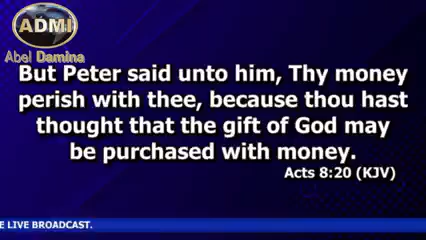 ADMI
Abel Damina
But Peter said unto him, Thy money
perish with thee, because thou hast
thought that the gift of God may
be purchased with money.
Acts 8:20 (KJV)
E LIVE BROADCAST.